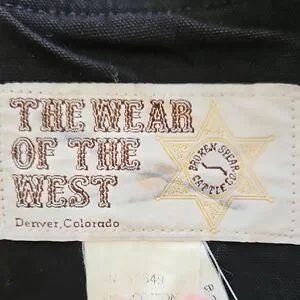 THE WEAR
OF THE
WEST
Denver, Colorado
BROKEN SPEAR
CATTLE CO.